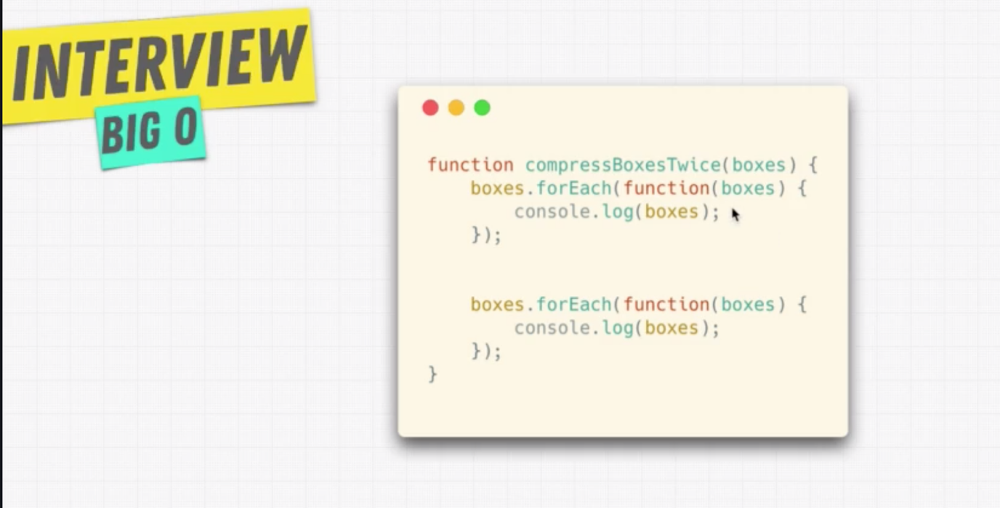 INTERVIEW
BIG O
function compressBoxesTwice(boxes) {
    boxes.forEach(function(boxes) {
        console.log(boxes);
    });
    boxes.forEach(function(boxes) {
        console.log(boxes);
    });
}